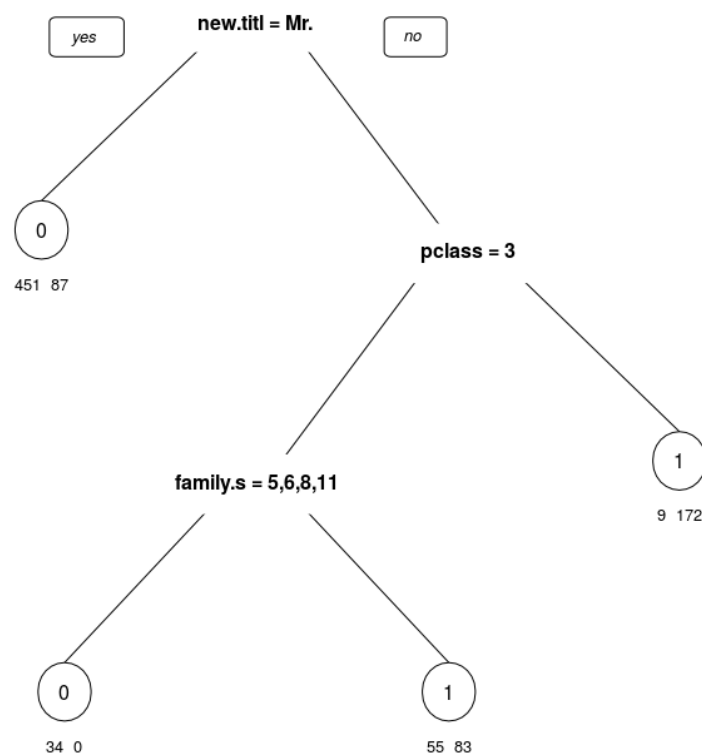 new.titl = Mr.
yes
no
0
451 87
pclass = 3
1
9 172
family.s = 5,6,8,11
0
34 0
1
55 83